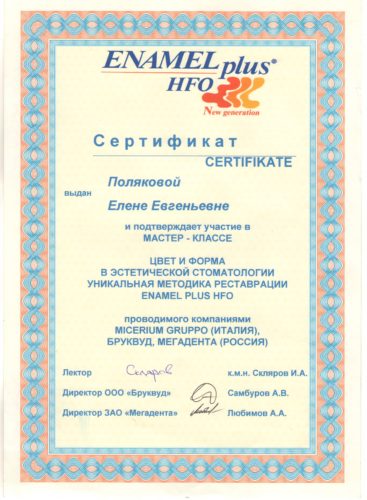 ENAMEL plus®
HFO
New generation
Сертификат
CERTIFIKATE
Поляковой
выдан
Елене Евгеньевне
и подтверждает участие в
МАСТЕР - КЛАССЕ
ЦВЕТ И ФОРМА
В ЭСТЕТИЧЕСКОЙ СТОМАТОЛОГИИ
УНИКАЛЬНАЯ МЕТОДИКА РЕСТАВРАЦИИ
ENAMEL PLUS HFO
проводимого компаниями
MICERIUM GRUPPO (ИТАЛИЯ),
БРУКВУД, МЕГАДЕНТА (РОССИЯ)
Лектор Скляров к.м.н. Скляров И.А.
Директор ООО «Бруквуд» Самбуров А.В.
Директор ЗАО «Мегадента» Любимов А.А.